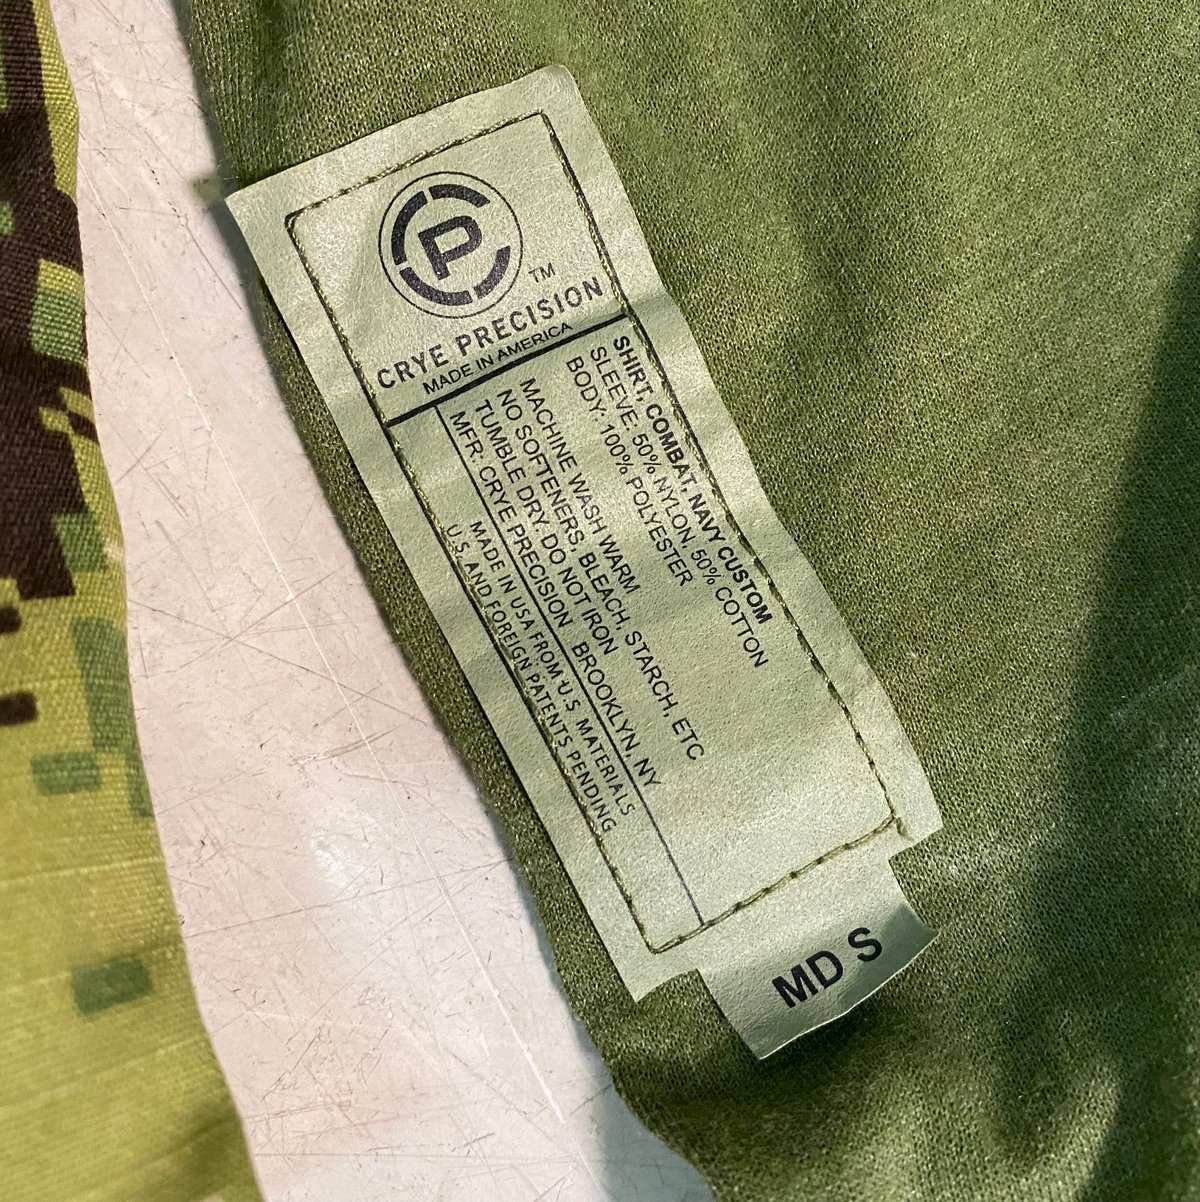 P
TM
CRYE PRECISION
MADE IN AMERICA
SHIRT, COMBAT, NAVY CUSTOM
SLEEVE: 50% NYLON, 50% COTTON
BODY: 100% POLYESTER
MACHINE WASH WARM
NO SOFTENERS, BLEACH, STARCH, ETC
TUMBLE DRY. DO NOT IRON
MFR: CRYE PRECISION BROOKLYN, NY
MADE IN USA FROM U.S. MATERIALS
U.S. AND FOREIGN PATENTS PENDING
MD S